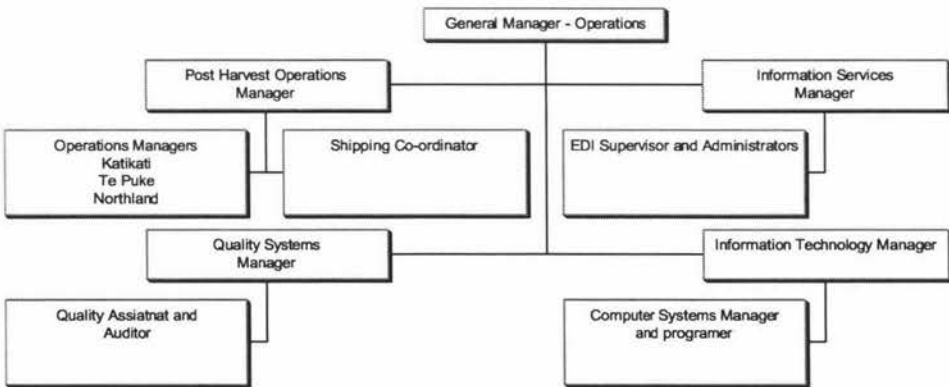 General Manager - Operations
Post Harvest Operations
Manager
Information Services
Manager
Operations Managers
Katikati
Te Puke
Northland
Shipping Co-ordinator
EDI Supervisor and Administrators
Quality Systems
Manager
Information Technology Manager
Quality Assiatnat and
Auditor
Computer Systems Manager
and programer